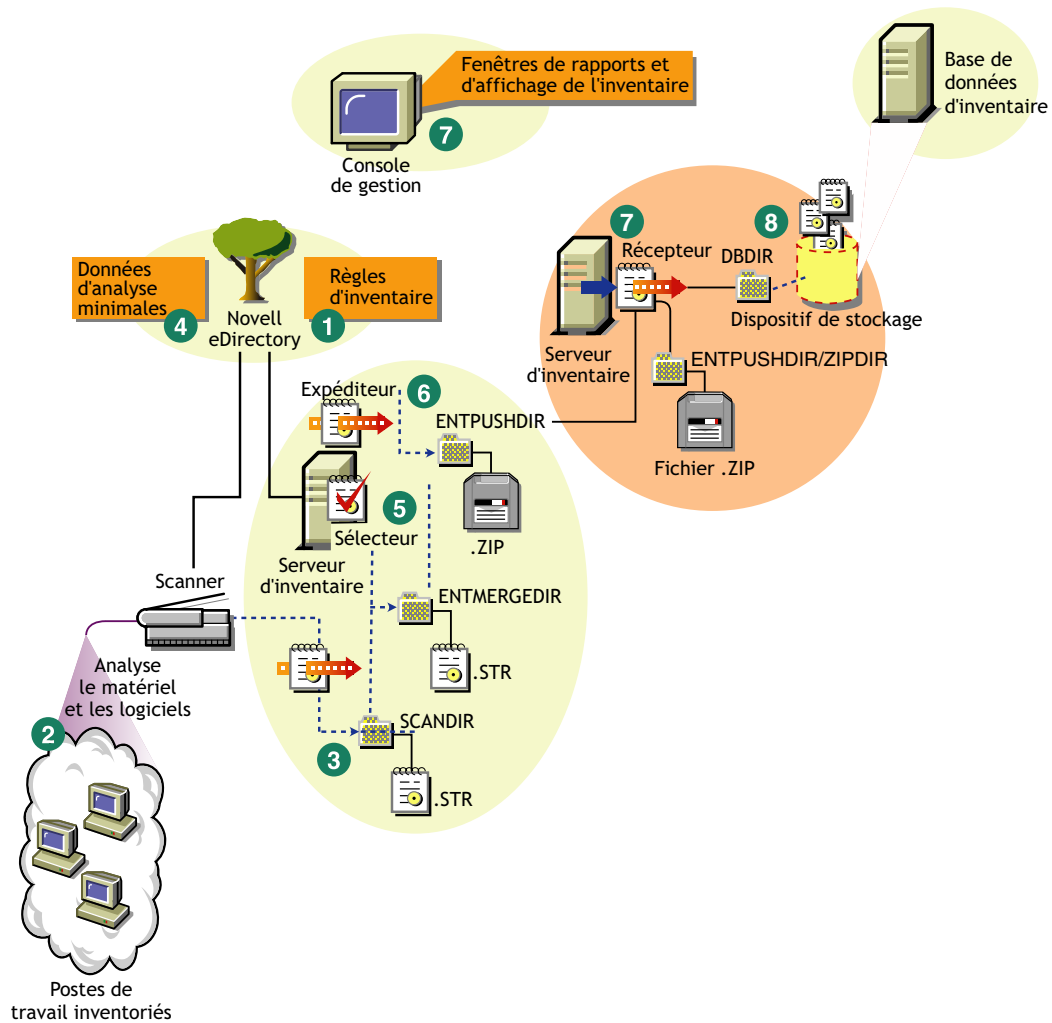 Fenêtres de rapports et
d'affichage de l'inventaire
7
Console
de gestion
Base de
données
d'inventaire
Données
d'analyse
minimales
4
Novell
eDirectory
Règles
d'inventaire
1
7
Récepteur
8
DBDIR
Dispositif de stockage
Serveur
d'inventaire
ENTPUSHDIR/ZIPDIR
Fichier .ZIP
Expéditeur
6
ENTPUSHDIR
.ZIP
5
Sélecteur
Serveur
d'inventaire
Scanner
ENTMERGEDIR
.STR
Analyse
le matériel
et les logiciels
SCANDIR
3
.STR
2
Postes de
travail inventoriés